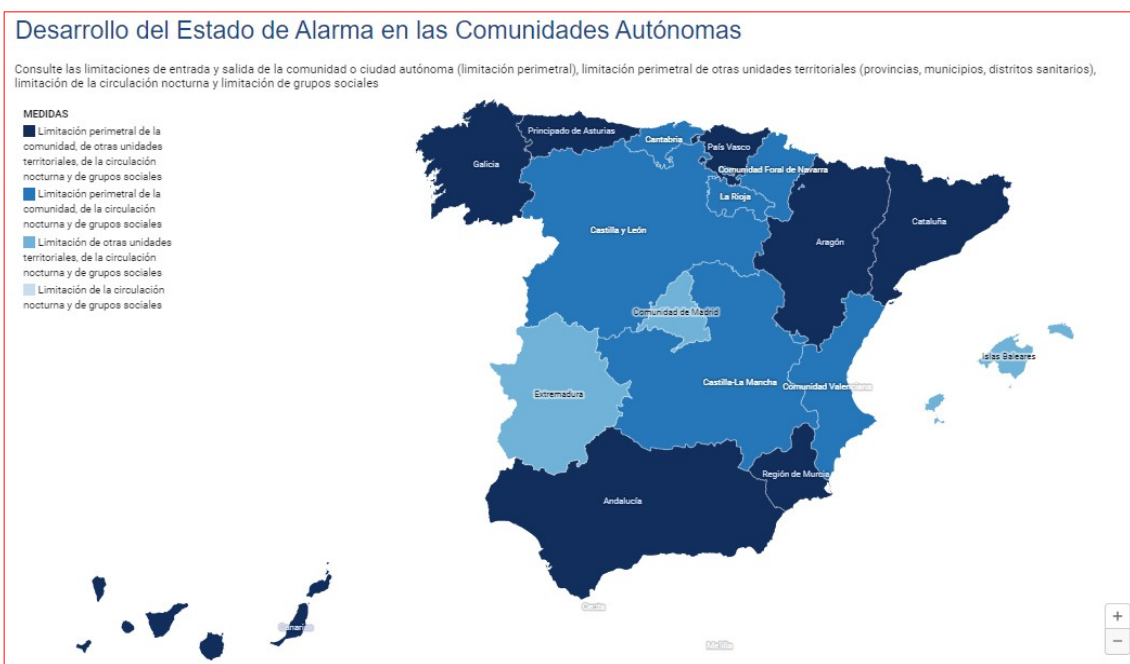 Desarrollo del Estado de Alarma en las Comunidades Autónomas
Consulte las limitaciones de entrada y salida de la comunidad o ciudad autónoma (limitación perimetral), limitación perimetral de otras unidades territoriales (provincias, municipios, distritos sanitarios),
limitación de la circulación nocturna y limitación de grupos sociales
MEDIDAS
Limitación perimetral de la
comunidad, de otras unidades
territoriales, de la circulación
nocturna y de grupos sociales
Limitación perimetral de la
comunidad, de la circulación
nocturna y de grupos sociales
Limitación de otras unidades
territoriales, de la circulación
nocturna y de grupos sociales
Limitación de la circulación
nocturna y de grupos sociales
Principado de Asturias
Cantabria
País Vasco
Galicia
Comunidad Foral de Navarra
La Rioja
Cataluña
Castilla y León
Aragón
Comunidad de Madrid
Islas Baleares
Castilla-La Mancha
Comunidad Valenciana
Extremadura
Región de Murcia
Andalucía
Ceuta
Canarias
Melilla
+
−